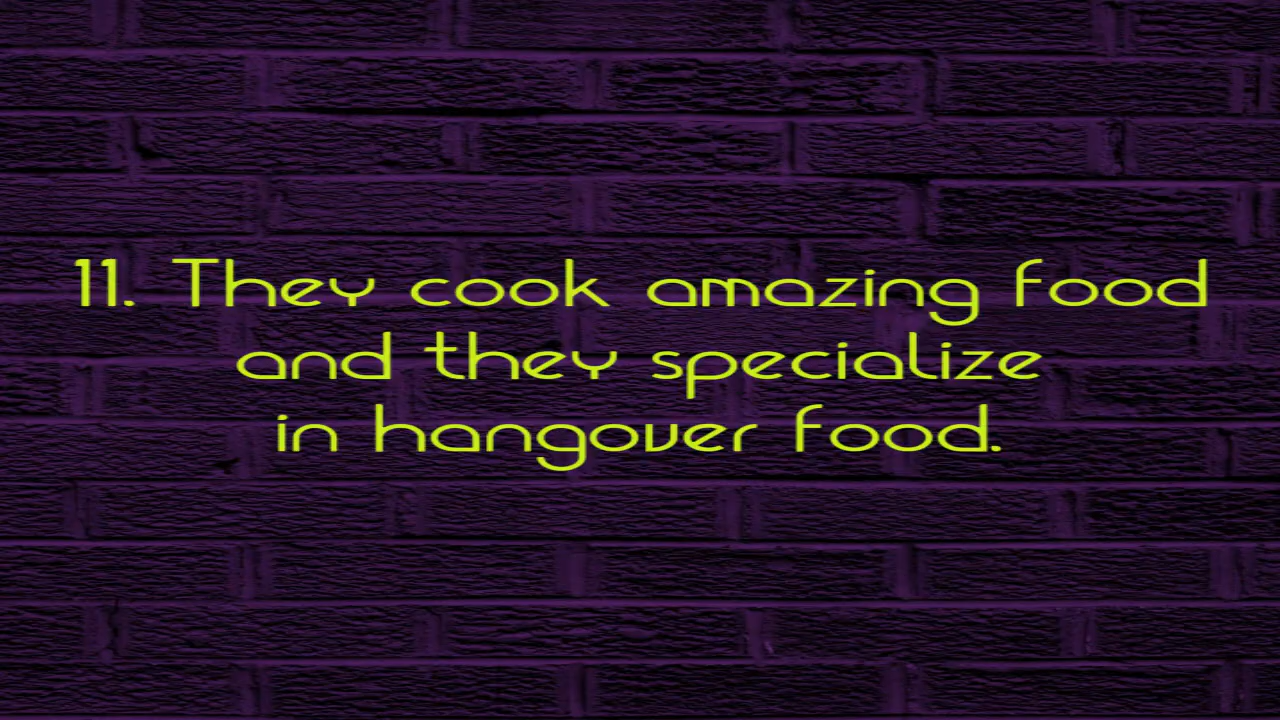 11. They cook amazing food
and they specialize
in hangover food.